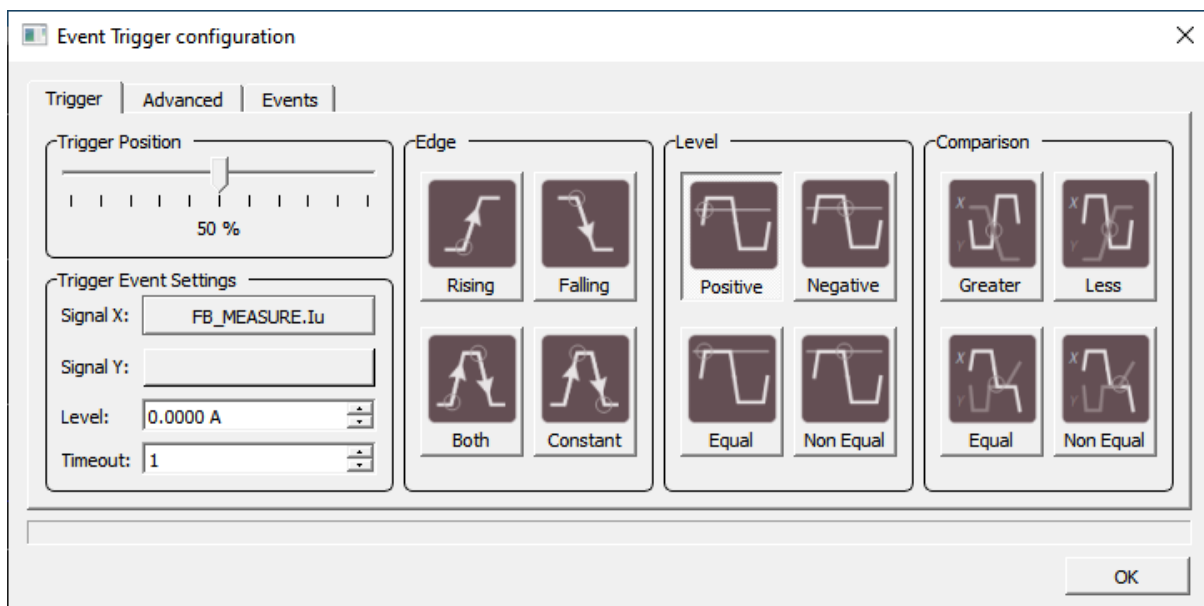 Event Trigger configuration
Trigger
Advanced
Events
Trigger Position
50 %
Trigger Event Settings
Signal X: FB_MEASURE.Iu
Signal Y:
Level: 0.0000 A
Timeout: 1
Edge
Rising
Falling
Both
Constant
Level
Positive
Negative
Equal
Non Equal
Comparison
X
Y
Greater
X
Y
Less
X
Y
Equal
X
Y
Non Equal
OK